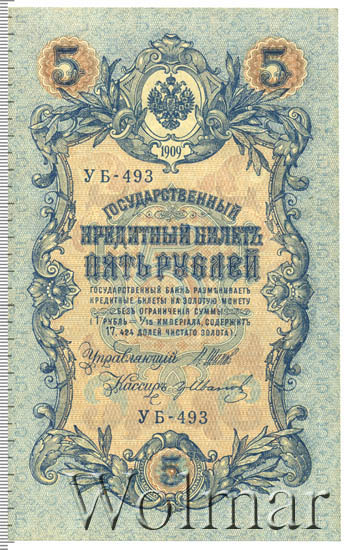 5 5
1909
УБ-493
ГОСУДАРСТВЕННЫЙ
КРЕДИТНЫЙ БИЛЕТЪ
ПЯТЬ РУБЛЕЙ
ГОСУДАРСТВЕННЫЙ БАНКЪ РАЗМѢНИВАЕТЪ
КРЕДИТНЫЕ БИЛЕТЫ НА ЗОЛОТУЮ МОНЕТУ
БЕЗЪ ОГРАНИЧЕНІЯ СУММЫ
(1 РУБЛЬ = 1/15 ИМПЕРІАЛА, СОДЕРЖИТЪ
17,424 ДОЛЕЙ ЧИСТАГО ЗОЛОТА).
Управляющій
Кассиръ
УБ-493
5
Wolmar